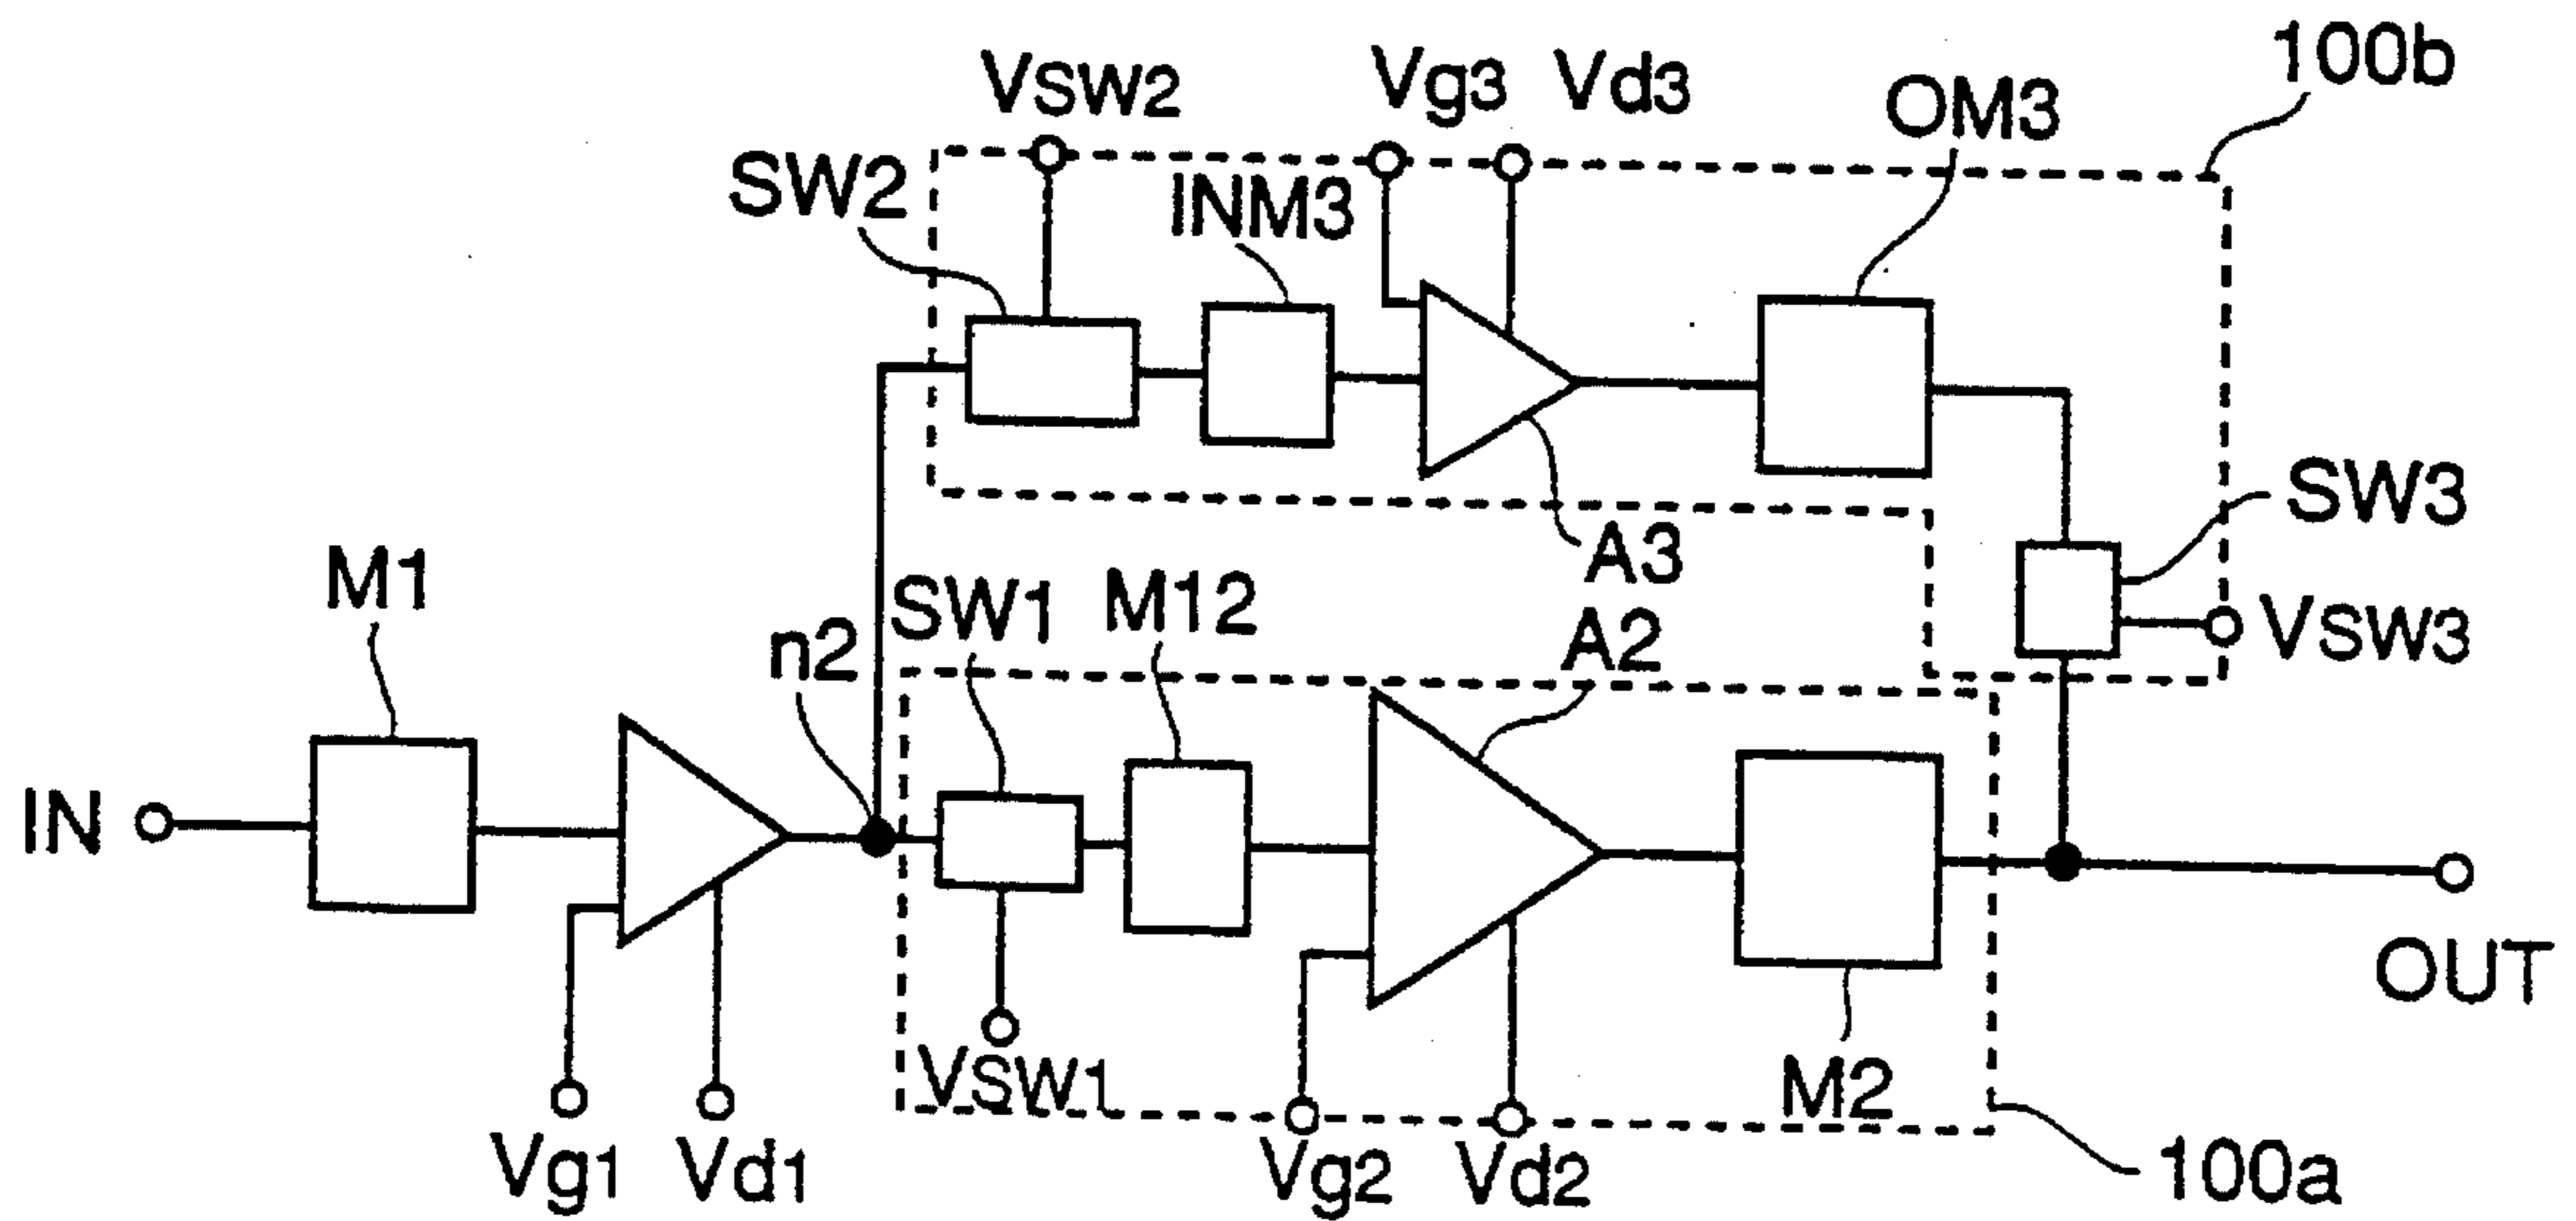 100b
VSW2
Vg3
Vd3
OM3
SW2
INM3
SW3
A3
VSW3
M1
n2
SW1
M12
A2
IN
OUT
VSW1
M2
Vg1
Vd1
Vg2
Vd2
100a